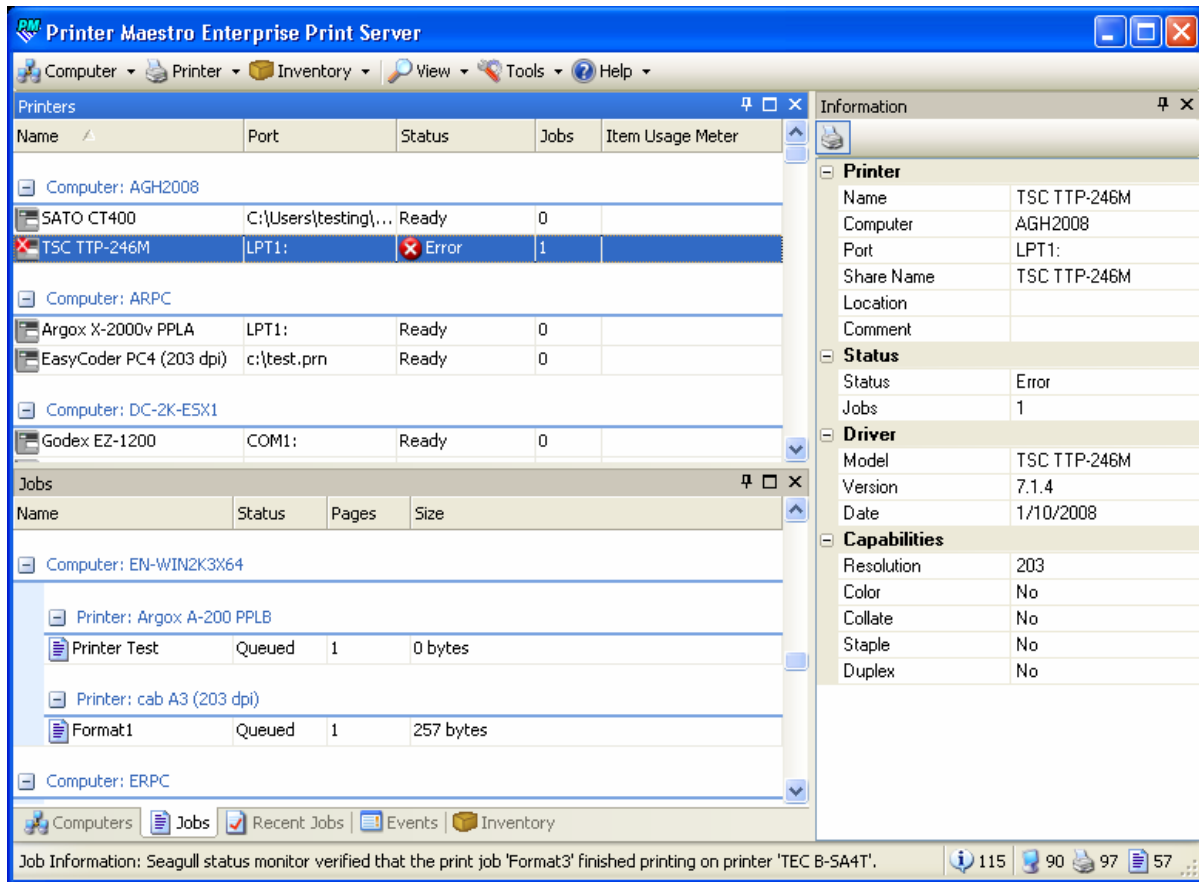 Printer Maestro Enterprise Print Server
Computer Printer Inventory View Tools Help
Printers
Name Port Status Jobs Item Usage Meter
Computer: AGH2008
SATO CT400 C:\Users\testing\... Ready 0
TSC TTP-246M LPT1: Error 1
Computer: ARPC
Argox X-2000v PPLA LPT1: Ready 0
EasyCoder PC4 (203 dpi) c:\test.prn Ready 0
Computer: DC-2K-ESX1
Godex EZ-1200 COM1: Ready 0
Jobs
Name Status Pages Size
Computer: EN-WIN2K3X64
Printer: Argox A-200 PPLB
Printer Test Queued 1 0 bytes
Printer: cab A3 (203 dpi)
Format1 Queued 1 257 bytes
Computer: ERPC
Computers Jobs Recent Jobs Events Inventory
Information
Printer
Name TSC TTP-246M
Computer AGH2008
Port LPT1:
Share Name TSC TTP-246M
Location
Comment
Status
Status Error
Jobs 1
Driver
Model TSC TTP-246M
Version 7.1.4
Date 1/10/2008
Capabilities
Resolution 203
Color No
Collate No
Staple No
Duplex No
Job Information: Seagull status monitor verified that the print job 'Format3' finished printing on printer 'TEC B-SA4T'. 115 90 97 57